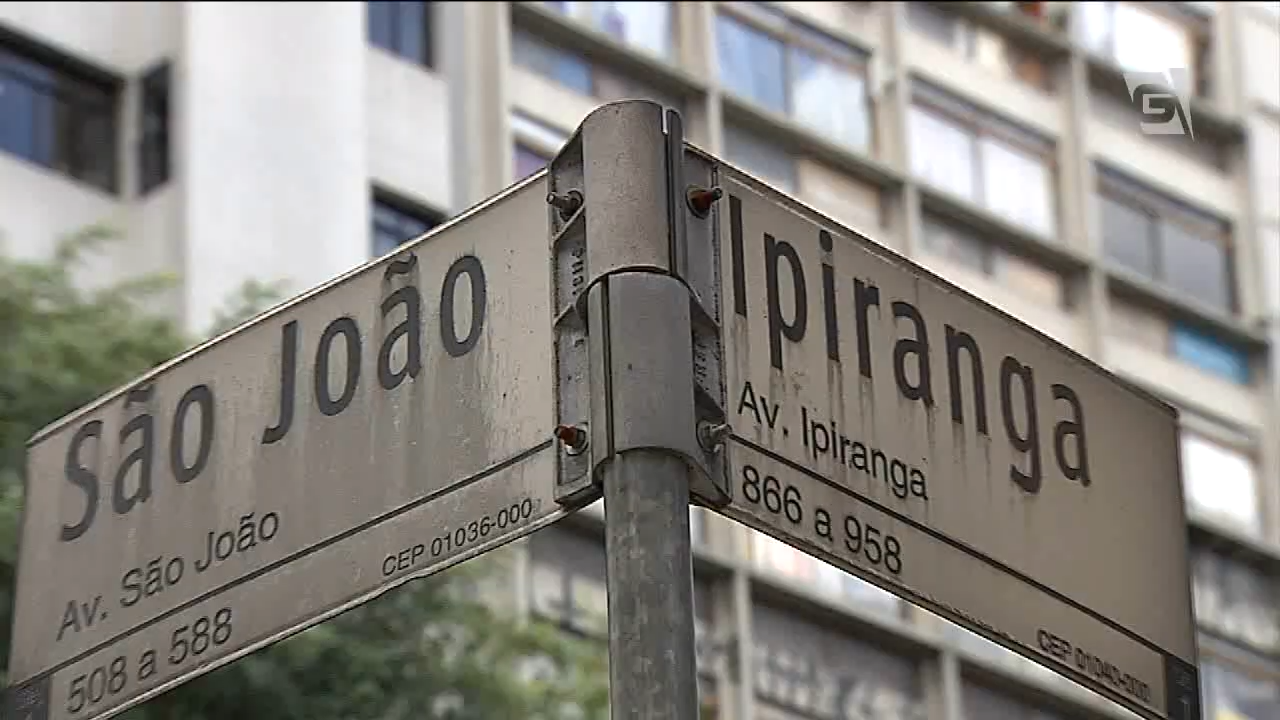 São João
Av. São João
CEP 01036-000
508 a 588
Ipiranga
Av. Ipiranga
866 a 958
CEP 01040-000
G